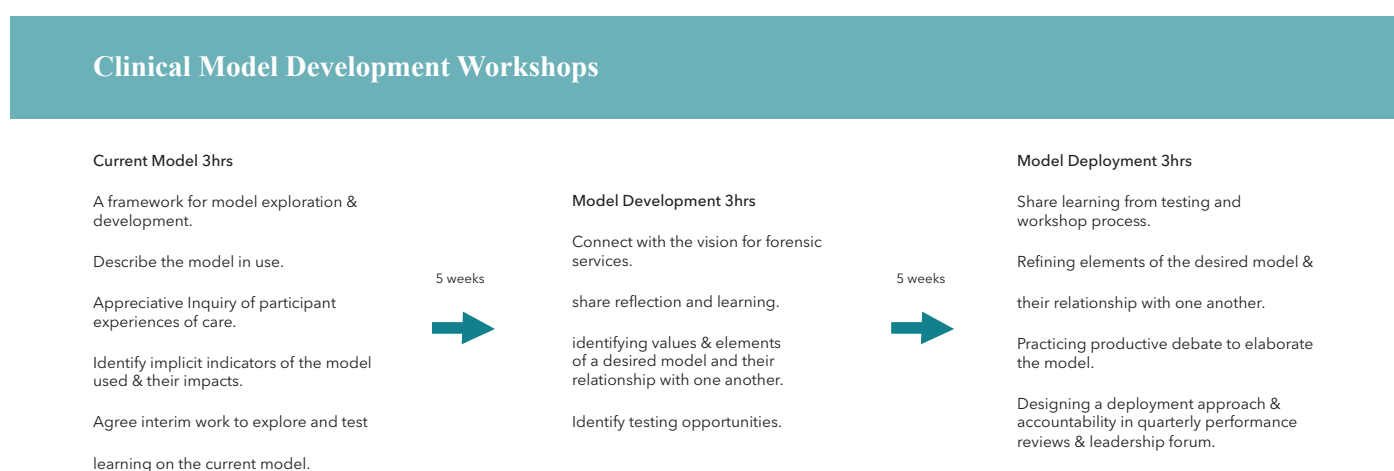 Clinical Model Development Workshops
Current Model 3hrs
A framework for model exploration &
development.
Describe the model in use.
Appreciative Inquiry of participant
experiences of care.
Identify implicit indicators of the model
used & their impacts.
Agree interim work to explore and test
learning on the current model.
5 weeks
Model Development 3hrs
Connect with the vision for forensic
services.
share reflection and learning.
identifying values & elements
of a desired model and their
relationship with one another.
Identify testing opportunities.
5 weeks
Model Deployment 3hrs
Share learning from testing and
workshop process.
Refining elements of the desired model &
their relationship with one another.
Practicing productive debate to elaborate
the model.
Designing a deployment approach &
accountability in quarterly performance
reviews & leadership forum.